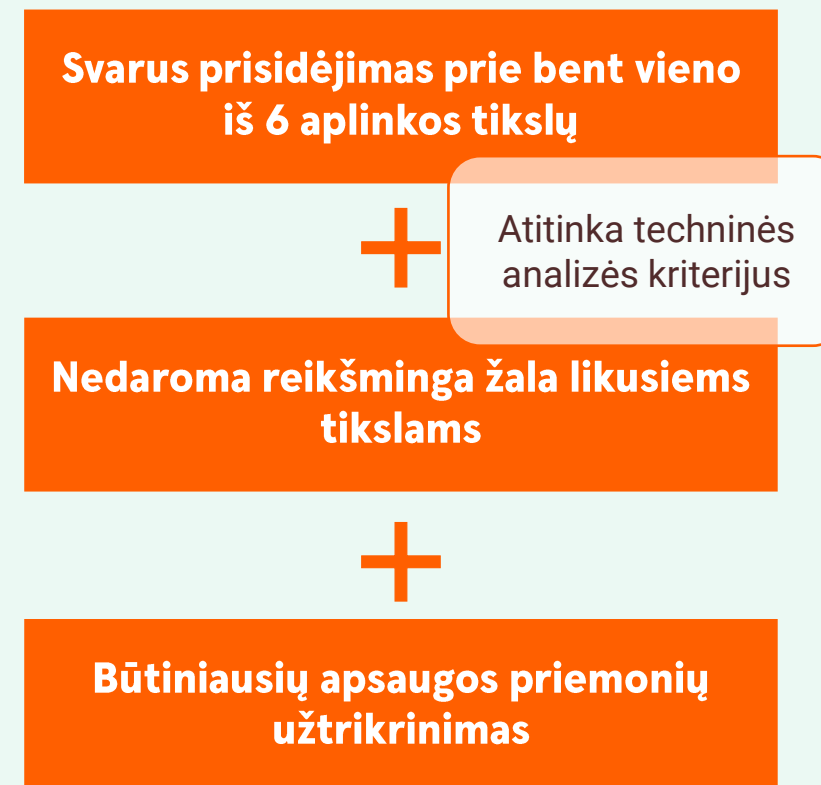 Svarus prisidėjimas prie bent vieno
iš 6 aplinkos tikslų
Atitinka techninės
analizės kriterijus
Nedaroma reikšminga žala likusiems
tikslams
Būtiniausių apsaugos priemonių
užtrikrinimas